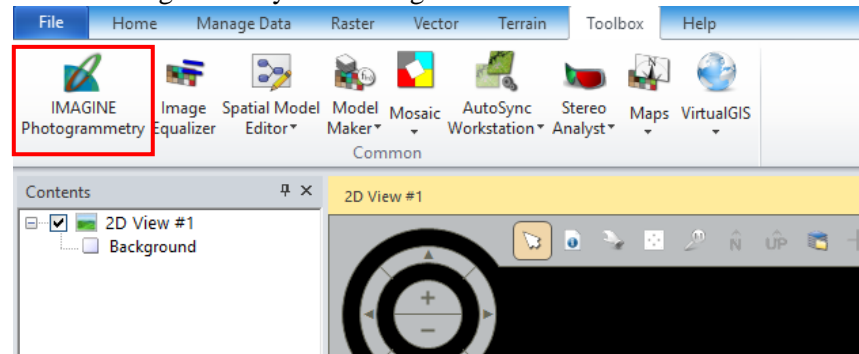 File Home Manage Data Raster Vector Terrain Toolbox Help
IMAGINE Photogrammetry
Image Equalizer
Spatial Model Editor
Model Maker
Mosaic
AutoSync Workstation
Stereo Analyst
Maps
VirtualGIS
Common
Contents
2D View #1
Background
2D View #1
N UP